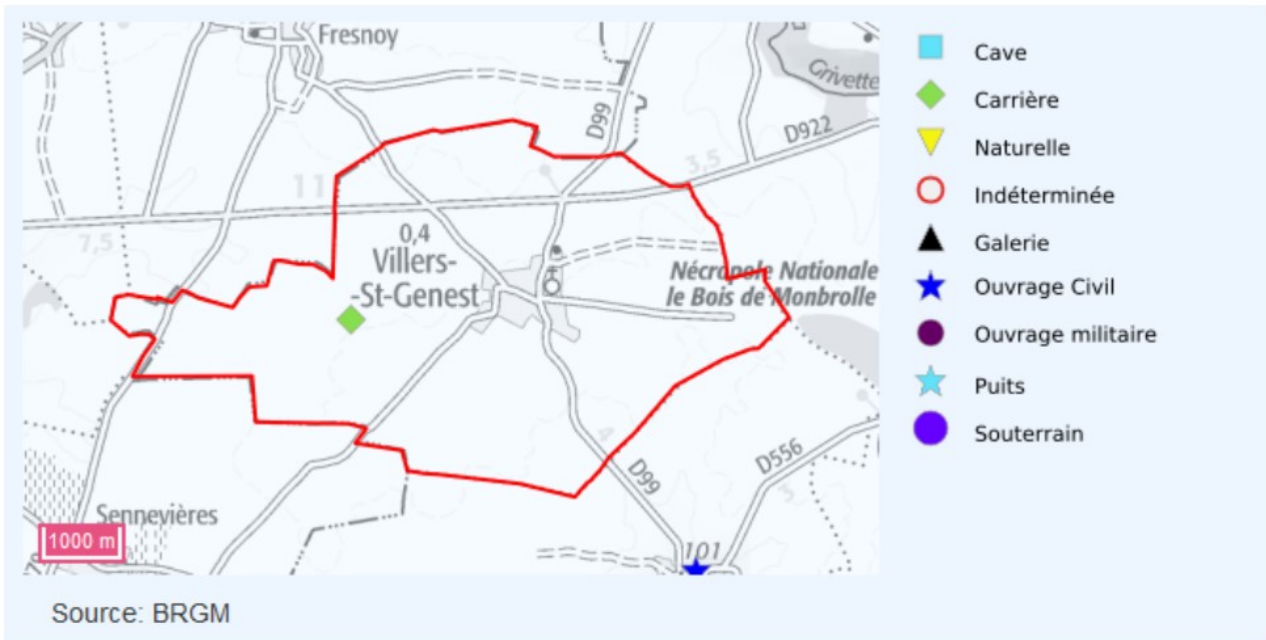 Fresnoy
Grivette
D99
D922
3,5
11
7,5
0,4
Villers-
-St-Genest
Nécropole Nationale
le Bois de Monbrolle
4
D99
D556
3
Sennevières
1000 m
101
Cave
Carrière
Naturelle
Indéterminée
Galerie
Ouvrage Civil
Ouvrage militaire
Puits
Souterrain
Source: BRGM